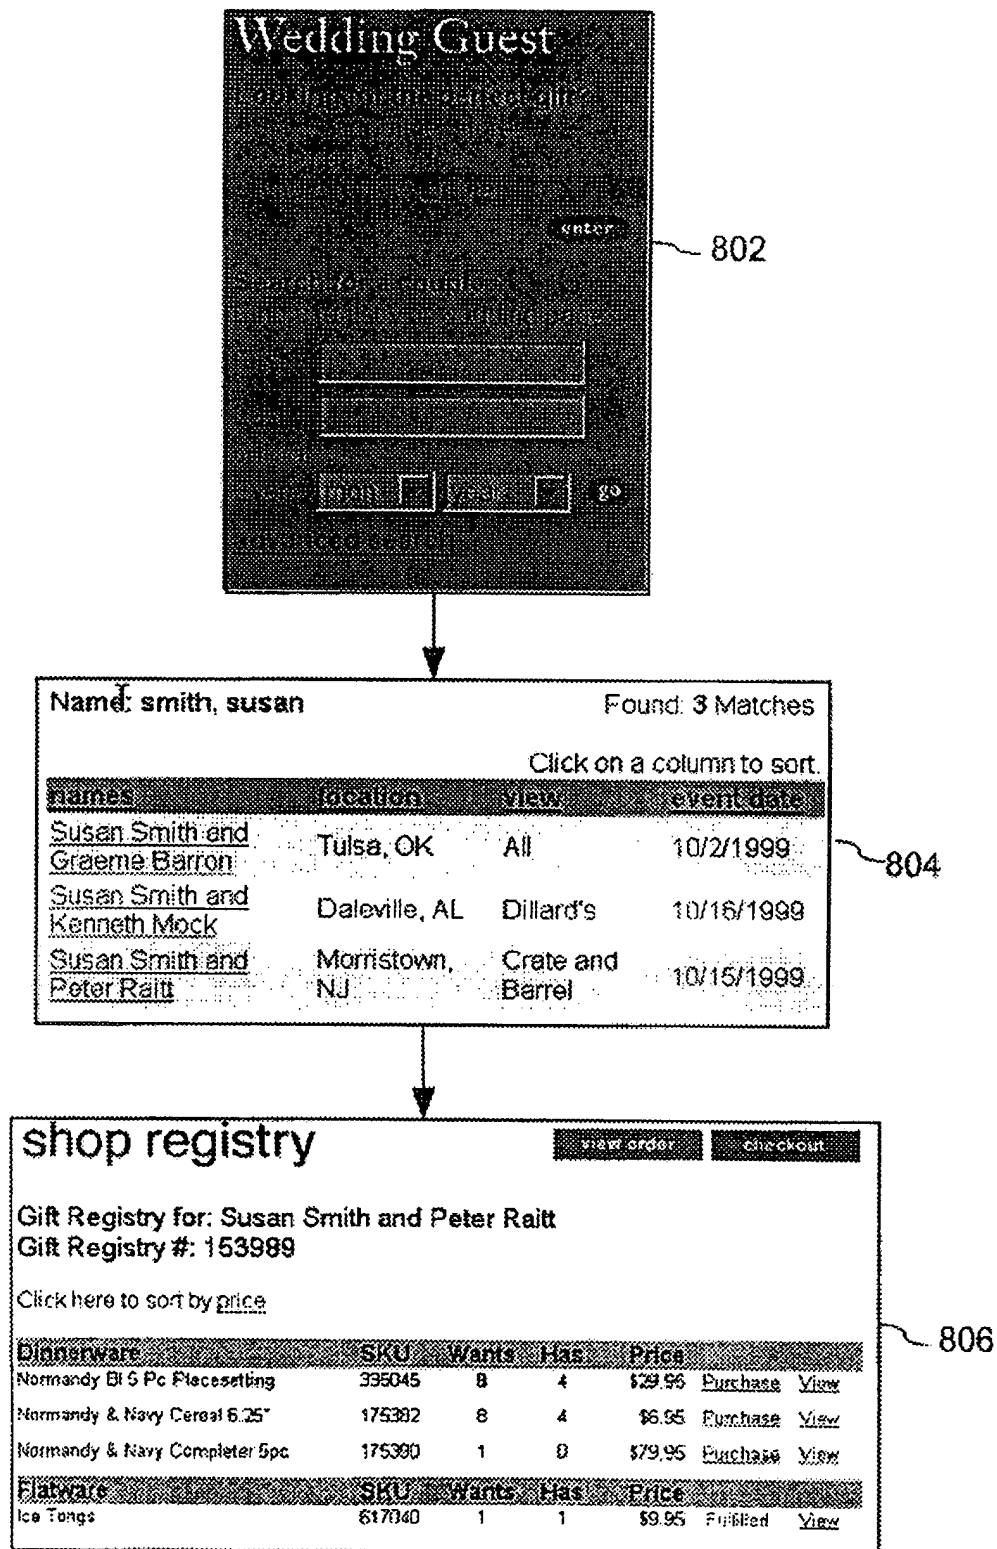 Wedding Guest
enter
802
go
advanced search
Name: smith, susan Found: 3 Matches
Click on a column to sort.
names location view event date
Susan Smith and Graeme Barron Tulsa, OK All 10/2/1999
Susan Smith and Kenneth Mock Daleville, AL Dillard's 10/16/1999
Susan Smith and Peter Raitt Morristown, NJ Crate and Barrel 10/15/1999
804
shop registry view order checkout
Gift Registry for: Susan Smith and Peter Raitt
Gift Registry #: 153989
Click here to sort by price
806
Dinnerware SKU Wants Has Price
Normandy Bl 5 Pc Placesetting 8 4 Purchase View
Normandy & Navy Cereal 6.25" 8 4 $6.95 Purchase View
Normandy & Navy Completer 5pc 1 0 $79.95 Purchase View
Flatware SKU Wants Has Price
Ice Tongs 617040 1 1 $9.95 Fulfilled View